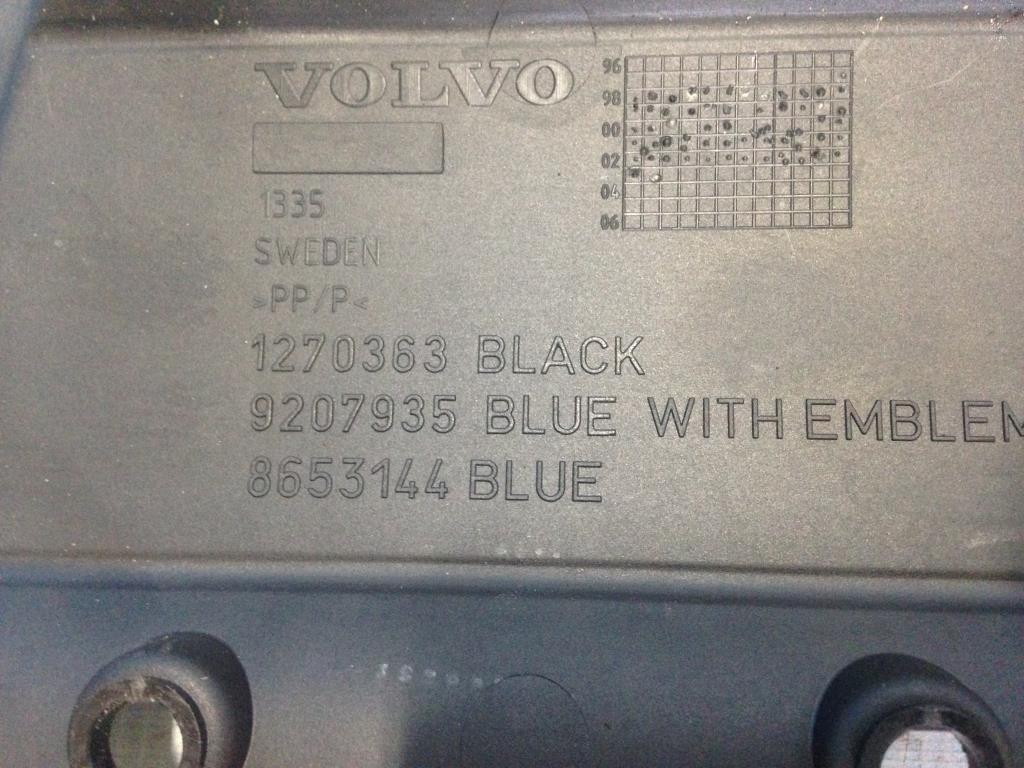 VOLVO
96
98
00
02
04
06
1335
SWEDEN
>PP/P<
1270363 BLACK
9207935 BLUE WITH EMBLEM
8653144 BLUE